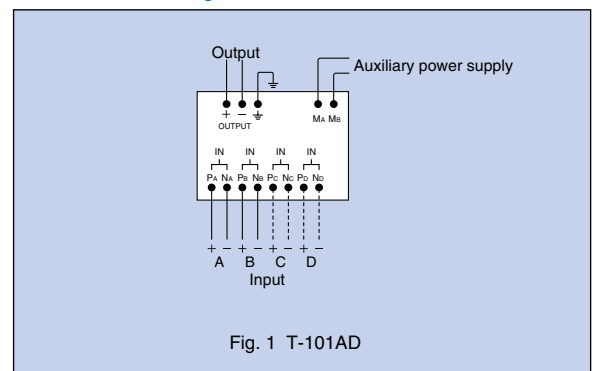 Output
Auxiliary power supply
+ − ⏚ MA MB
OUTPUT
IN IN IN IN
PA NA PB NB PC NC PD ND
+ − + − + − + −
A B C D
Input
Fig. 1 T-101AD